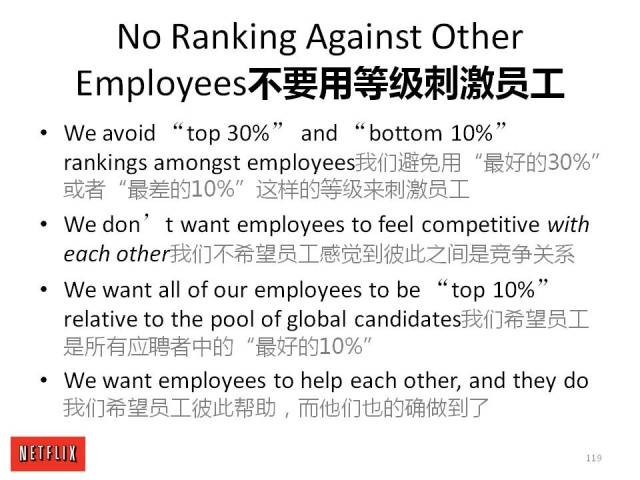 No Ranking Against Other
Employees不要用等级刺激员工
• We avoid “top 30%” and “bottom 10%”
rankings amongst employees我们避免用“最好的30%”
或者“最差的10%”这样的等级来刺激员工
• We don’t want employees to feel competitive with
each other我们不希望员工感觉到彼此之间是竞争关系
• We want all of our employees to be “top 10%”
relative to the pool of global candidates我们希望员工
是所有应聘者中的“最好的10%”
• We want employees to help each other, and they do
我们希望员工彼此帮助，而他们也的确做到了
NETFLIX
119